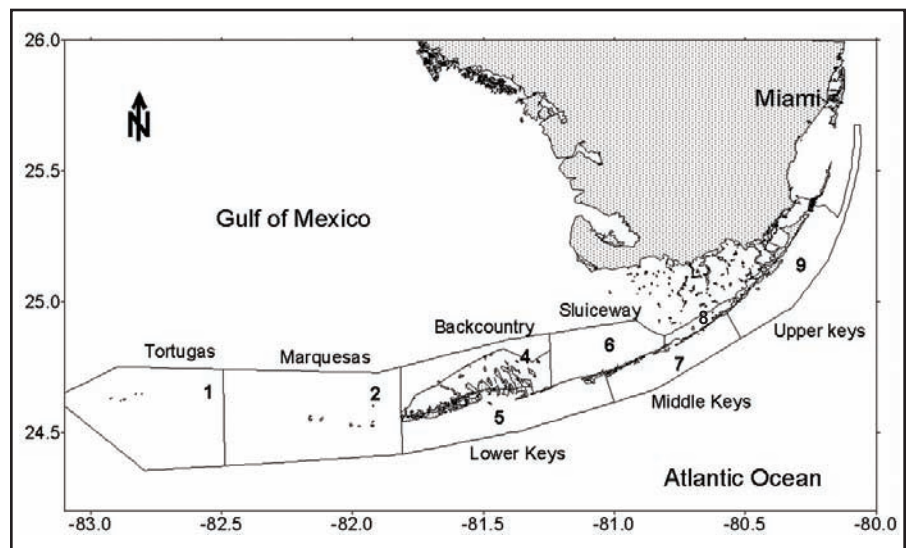 26.0
25.5
25.0
24.5
-83.0 -82.5 -82.0 -81.5 -81.0 -80.5 -80.0
N
Miami
Gulf of Mexico
9
Sluiceway
8
Backcountry
6
Upper keys
Tortugas
Marquesas
4
7
1
2
5
Middle Keys
Lower Keys
Atlantic Ocean